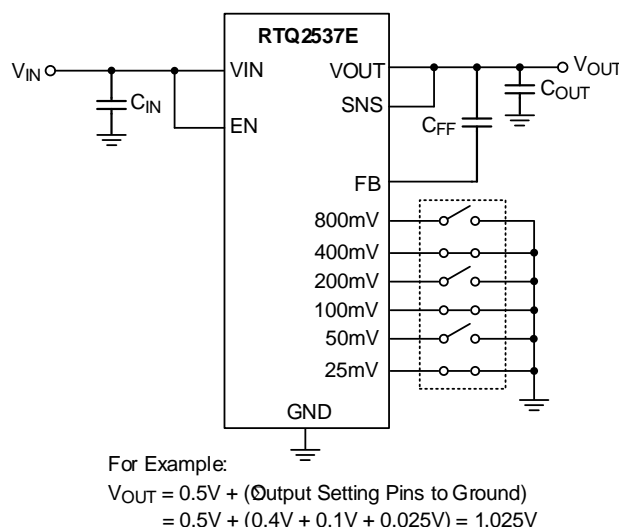 RTQ2537E
VIN
VIN
VOUT
VOUT
CIN
SNS
COUT
EN
CFF
FB
800mV
400mV
200mV
100mV
50mV
25mV
GND
For Example:
VOUT = 0.5V + (Output Setting Pins to Ground)
= 0.5V + (0.4V + 0.1V + 0.025V) = 1.025V